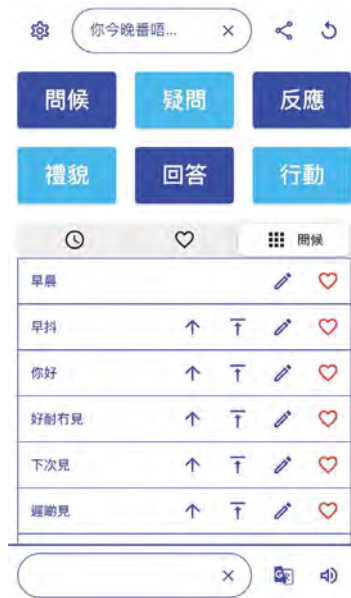 你今晚番唔...
問候 疑問 反應
禮貌 回答 行動
問候
早晨
早抖
你好
好耐冇見
下次見
遲啲見